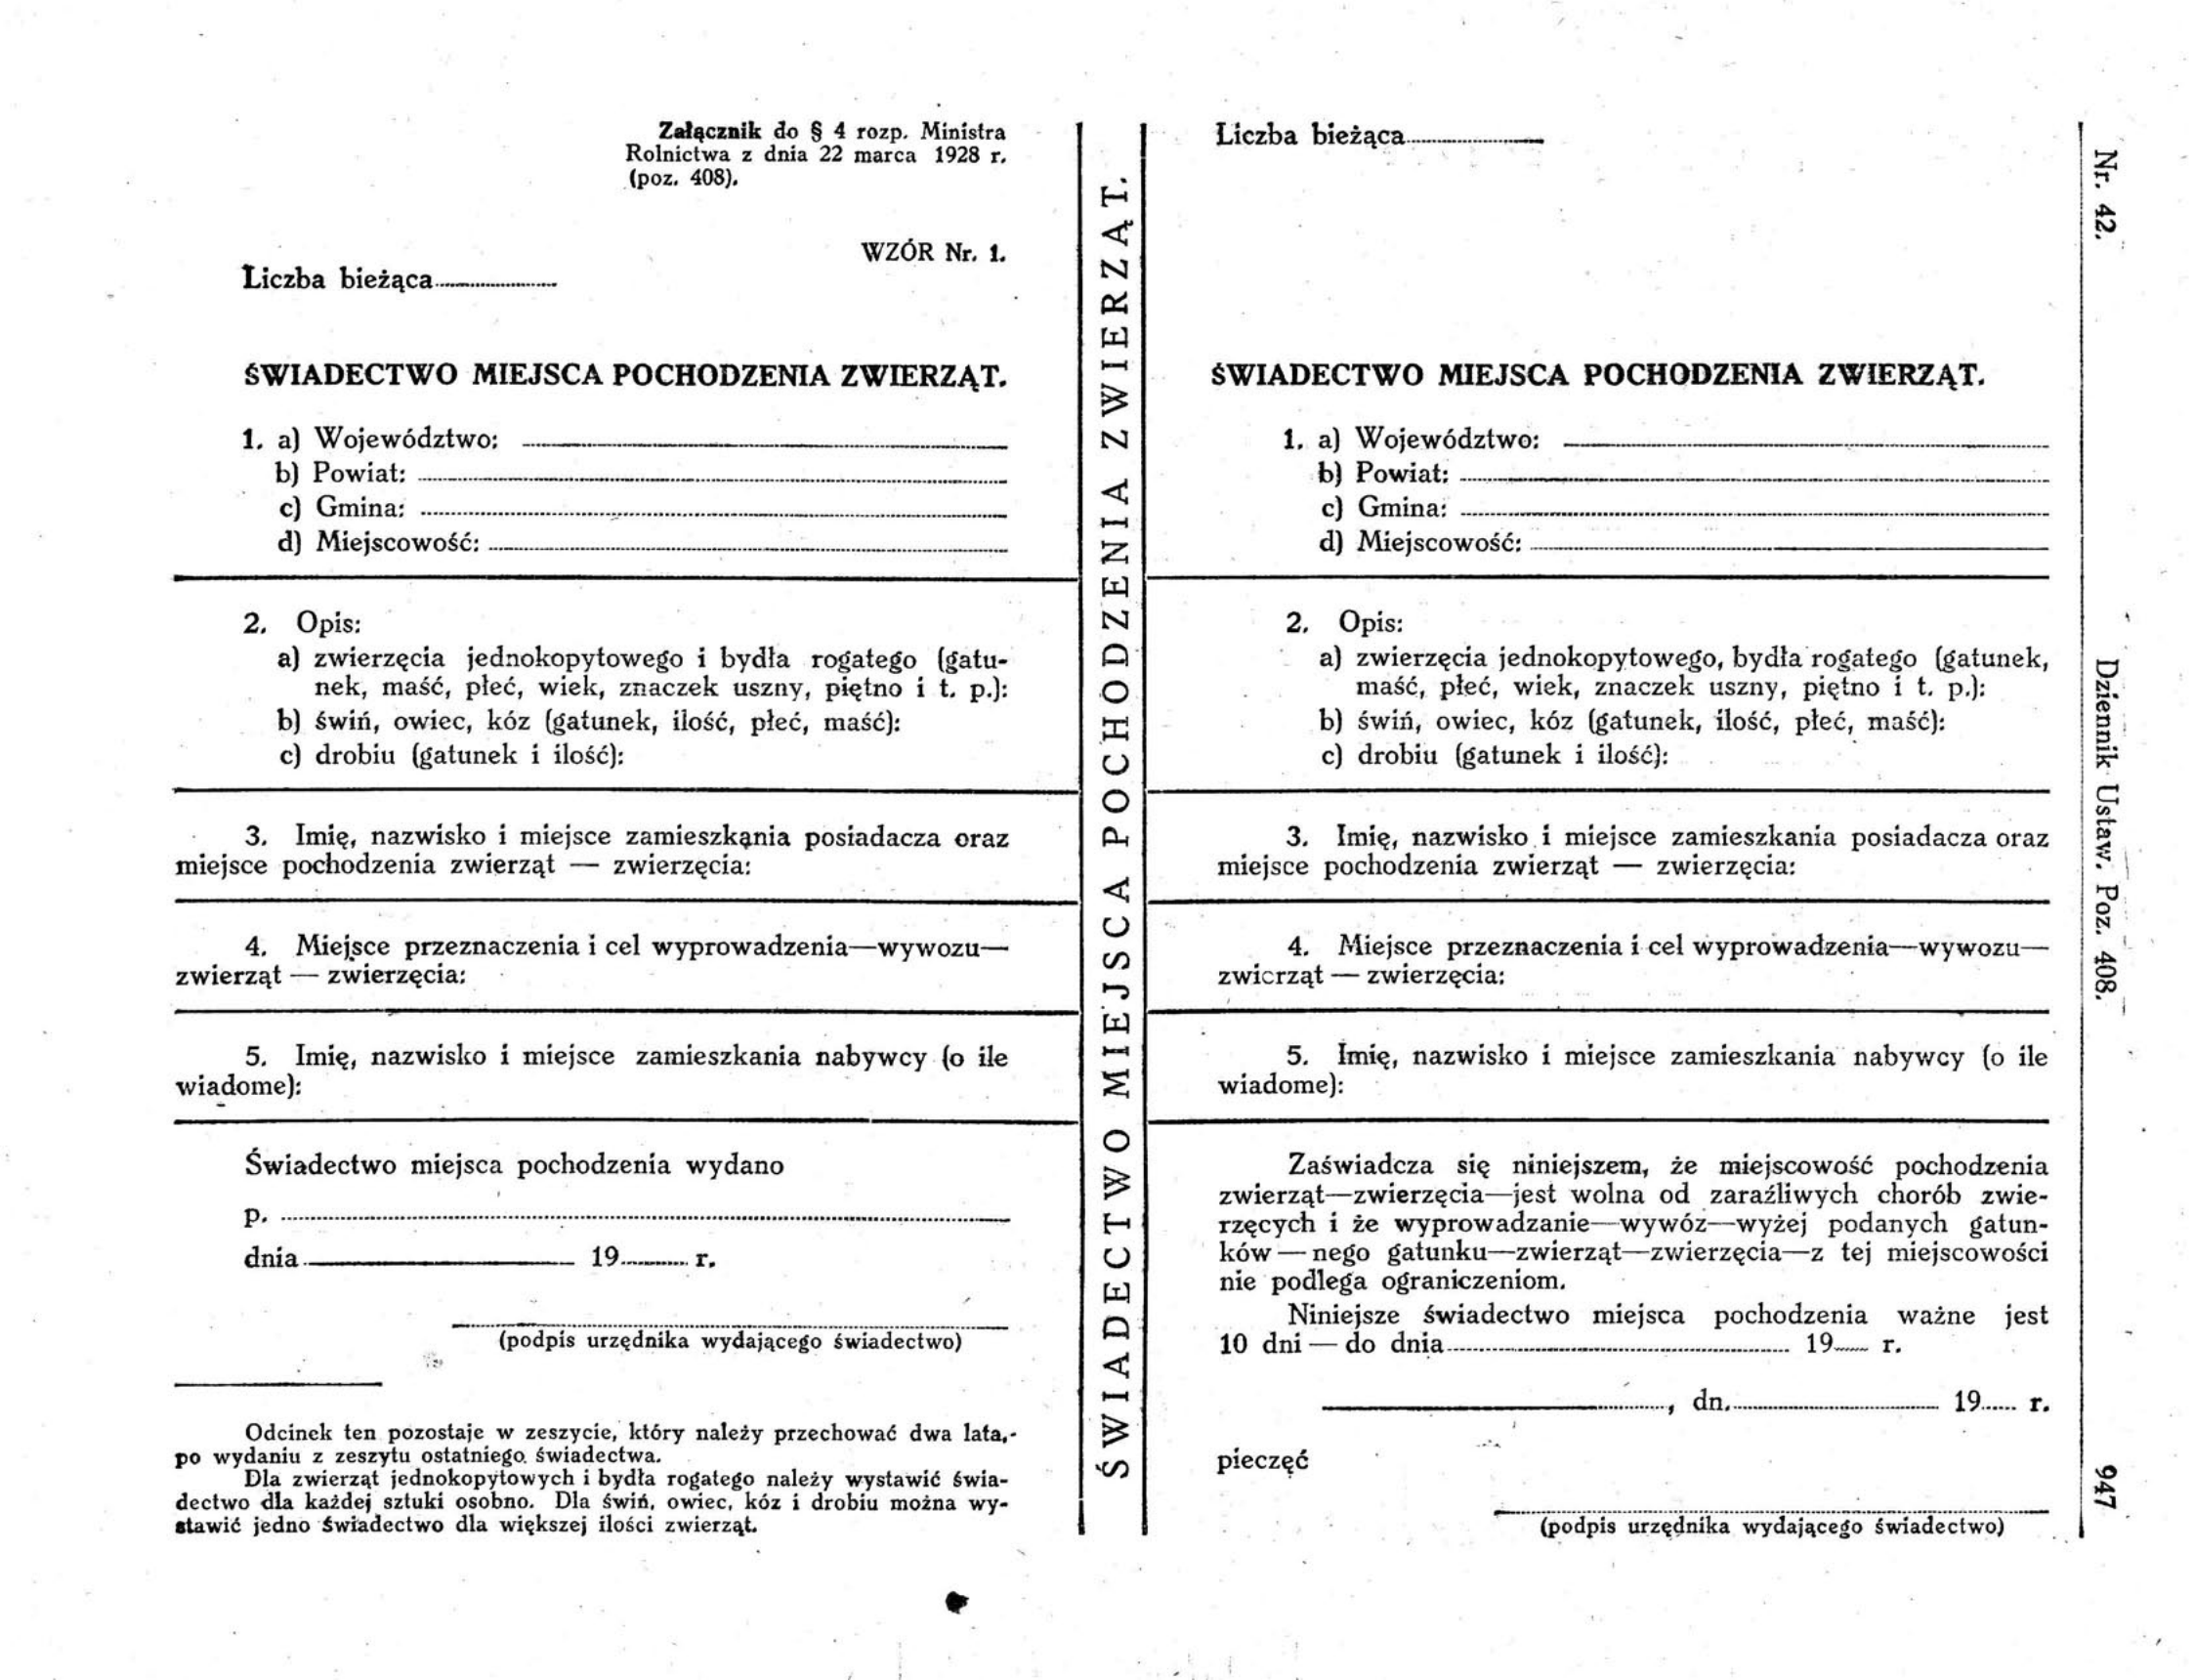 Załącznik do § 4 rozp. Ministra
Rolnictwa z dnia 22 marca 1928 r.
(poz. 408).
WZÓR Nr. 1.
Liczba bieżąca
ŚWIADECTWO MIEJSCA POCHODZENIA ZWIERZĄT.
1. a) Województwo:
b) Powiat:
c) Gmina:
d) Miejscowość:
2. Opis:
a) zwierzęcia jednokopytowego i bydła rogatego (gatu-
nek, maść, płeć, wiek, znaczek uszny, piętno i t. p.):
b) świń, owiec, kóz (gatunek, ilość, płeć, maść):
c) drobiu (gatunek i ilość):
3. Imię, nazwisko i miejsce zamieszkania posiadacza oraz
miejsce pochodzenia zwierząt — zwierzęcia:
4. Miejsce przeznaczenia i cel wyprowadzenia—wywozu—
zwierząt — zwierzęcia:
5. Imię, nazwisko i miejsce zamieszkania nabywcy (o ile
wiadome):
Świadectwo miejsca pochodzenia wydano
p.
dnia 19 r.
(podpis urzędnika wydającego świadectwo)
Odcinek ten pozostaje w zeszycie, który należy przechować dwa lata,
po wydaniu z zeszytu ostatniego świadectwa.
Dla zwierząt jednokopytowych i bydła rogatego należy wystawić świa-
dectwo dla każdej sztuki osobno. Dla świń, owiec, kóz i drobiu można wy-
stawić jedno świadectwo dla większej ilości zwierząt.
ŚWIADECTWO MIEJSCA POCHODZENIA ZWIERZĄT.
Liczba bieżąca
ŚWIADECTWO MIEJSCA POCHODZENIA ZWIERZĄT.
1. a) Województwo:
b) Powiat:
c) Gmina:
d) Miejscowość:
2. Opis:
a) zwierzęcia jednokopytowego, bydła rogatego (gatunek,
maść, płeć, wiek, znaczek uszny, piętno i t. p.):
b) świń, owiec, kóz (gatunek, ilość, płeć, maść):
c) drobiu (gatunek i ilość):
3. Imię, nazwisko i miejsce zamieszkania posiadacza oraz
miejsce pochodzenia zwierząt — zwierzęcia:
4. Miejsce przeznaczenia i cel wyprowadzenia—wywozu—
zwierząt — zwierzęcia:
5. Imię, nazwisko i miejsce zamieszkania nabywcy (o ile
wiadome):
Zaświadcza się niniejszem, że miejscowość pochodzenia
zwierząt—zwierzęcia—jest wolna od zaraźliwych chorób zwie-
rzęcych i że wyprowadzanie—wywóz—wyżej podanych gatun-
ków — nego gatunku—zwierząt—zwierzęcia—z tej miejscowości
nie podlega ograniczeniom.
Niniejsze świadectwo miejsca pochodzenia ważne jest
10 dni — do dnia 19 r.
, dn. 19 r.
pieczęć
(podpis urzędnika wydającego świadectwo)
Nr. 42.
Dziennik Ustaw. Poz. 408.
947